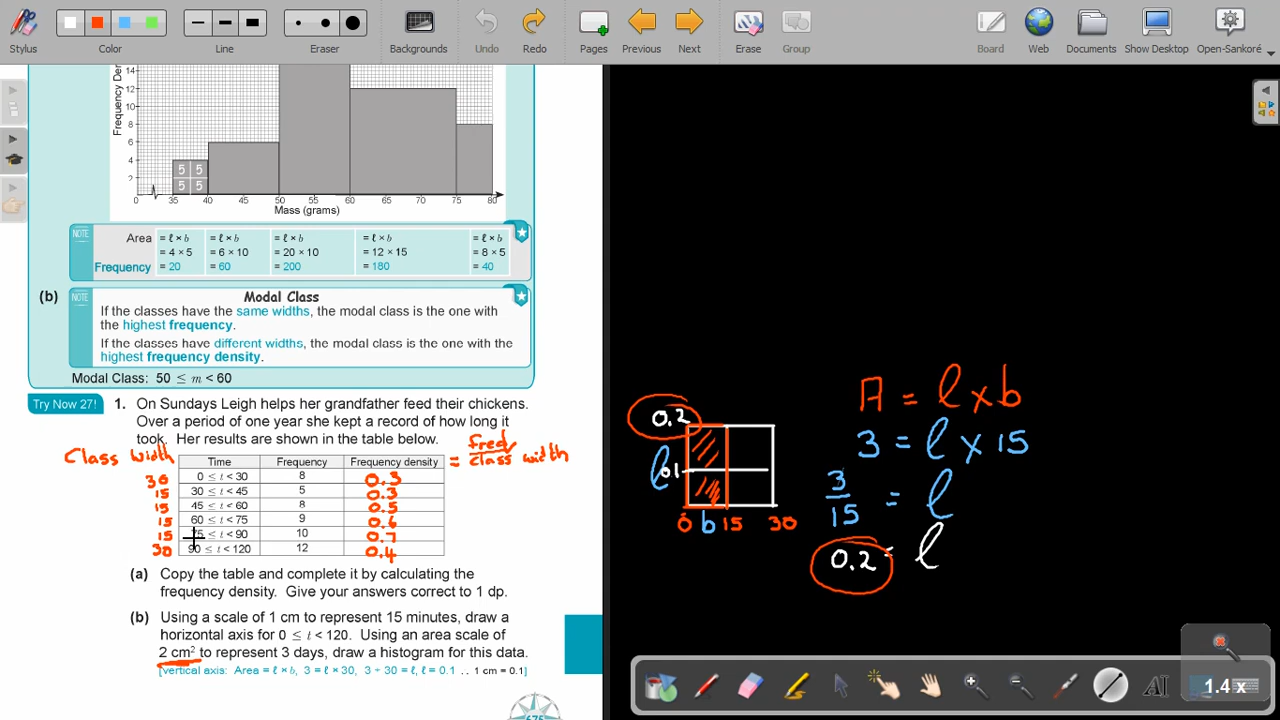 Stylus Color Line Eraser Backgrounds Undo Redo Pages Previous Next Erase Group Board Web Documents Show Desktop Open-Sankoré
Frequency Den
14
12
10
8
6
4
2
5 5
5 5
0 35 40 45 50 55 60 65 70 75 80
Mass (grams)
NOTE
Area = ℓ × b = ℓ × b = ℓ × b = ℓ × b = ℓ × b
= 4 × 5 = 6 × 10 = 20 × 10 = 12 × 15 = 8 × 5
Frequency = 20 = 60 = 200 = 180 = 40
(b) NOTE Modal Class
If the classes have the same widths, the modal class is the one with
the highest frequency.
If the classes have different widths, the modal class is the one with the
highest frequency density.
Modal Class: 50 ≤ m < 60
Try Now 27! 1. On Sundays Leigh helps her grandfather feed their chickens.
Over a period of one year she kept a record of how long it
took. Her results are shown in the table below.
Class width = freq/class width
Time Frequency Frequency density
30 0 ≤ t < 30 8 0.3
15 30 ≤ t < 45 5 0.3
15 45 ≤ t < 60 8 0.5
15 60 ≤ t < 75 9 0.6
15 75 ≤ t < 90 10 0.7
30 90 ≤ t < 120 12 0.4
(a) Copy the table and complete it by calculating the
frequency density. Give your answers correct to 1 dp.
(b) Using a scale of 1 cm to represent 15 minutes, draw a
horizontal axis for 0 ≤ t < 120. Using an area scale of
2 cm² to represent 3 days, draw a histogram for this data.
[vertical axis: Area = ℓ × b, 3 = ℓ × 30, 3 ÷ 30 = ℓ, ℓ = 0.1 ∴ 1 cm = 0.1]
675
0.2
ℓ 0.1
0 b 15 30
A = ℓ x b
3 = ℓ x 15
3/15 = ℓ
0.2 = ℓ
1.4 x